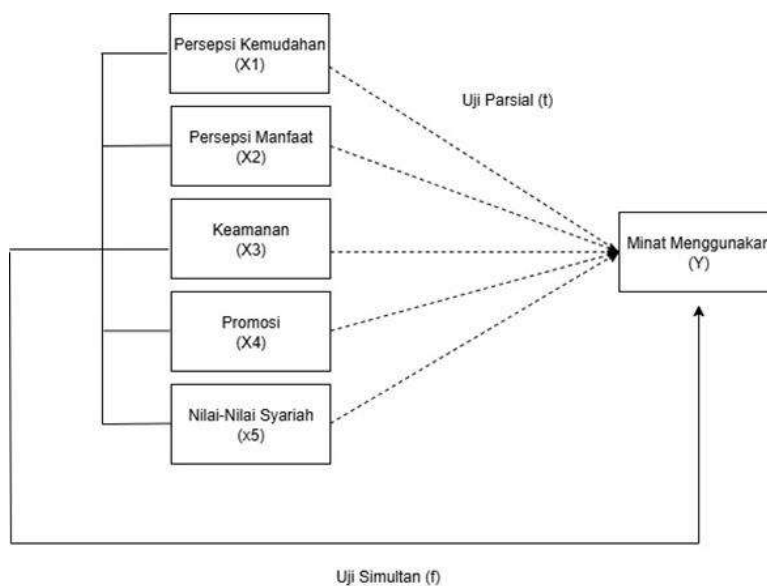 Persepsi Kemudahan
(X1)
Uji Parsial (t)
Persepsi Manfaat
(X2)
Keamanan
(X3)
Minat Menggunakan
(Y)
Promosi
(X4)
Nilai-Nilai Syariah
(x5)
Uji Simultan (f)